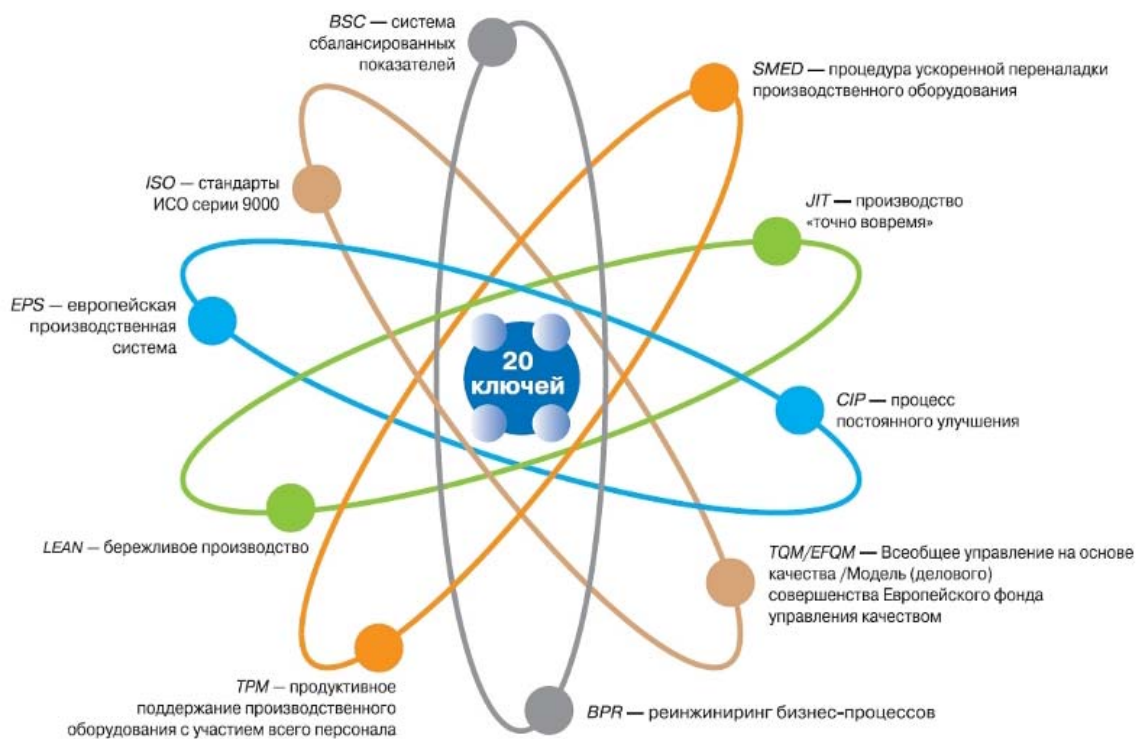 BSC — система
сбалансированных
показателей
SMED — процедура ускоренной переналадки
производственного оборудования
ISO — стандарты
ИСО серии 9000
JIT — производство
«точно вовремя»
EPS — европейская
производственная
система
20
ключей
CIP — процесс
постоянного улучшения
LEAN — бережливое производство
TQM/EFQM — Всеобщее управление на основе
качества /Модель (делового)
совершенства Европейского фонда
управления качеством
TPM — продуктивное
поддержание производственного
оборудования с участием всего персонала
BPR — реинжиниринг бизнес-процессов